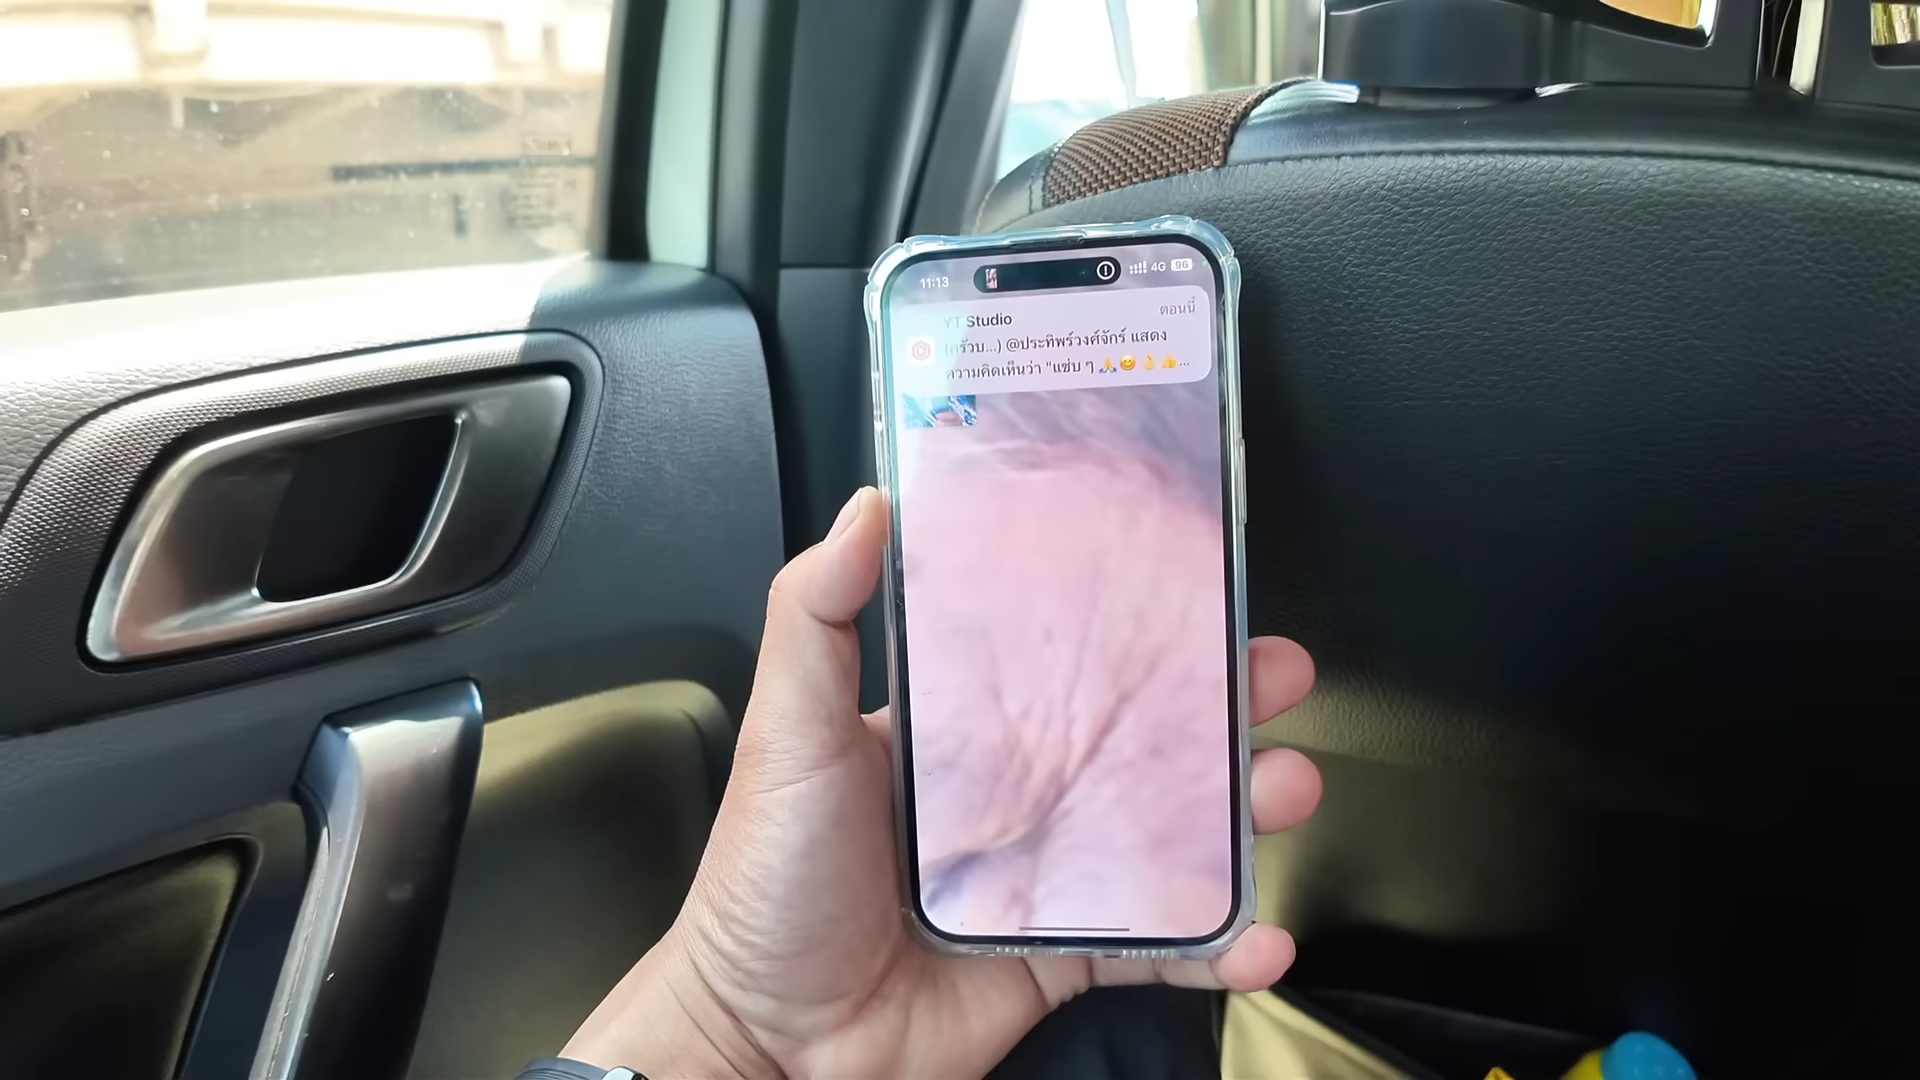 11:13
4G 96
YT Studio
ตอนนี้
(ครัวบ...) @ประทิพร์วงศ์จักร์ แสดง
ความคิดเห็นว่า "แซ่บ ๆ 🙏😋👌👍...